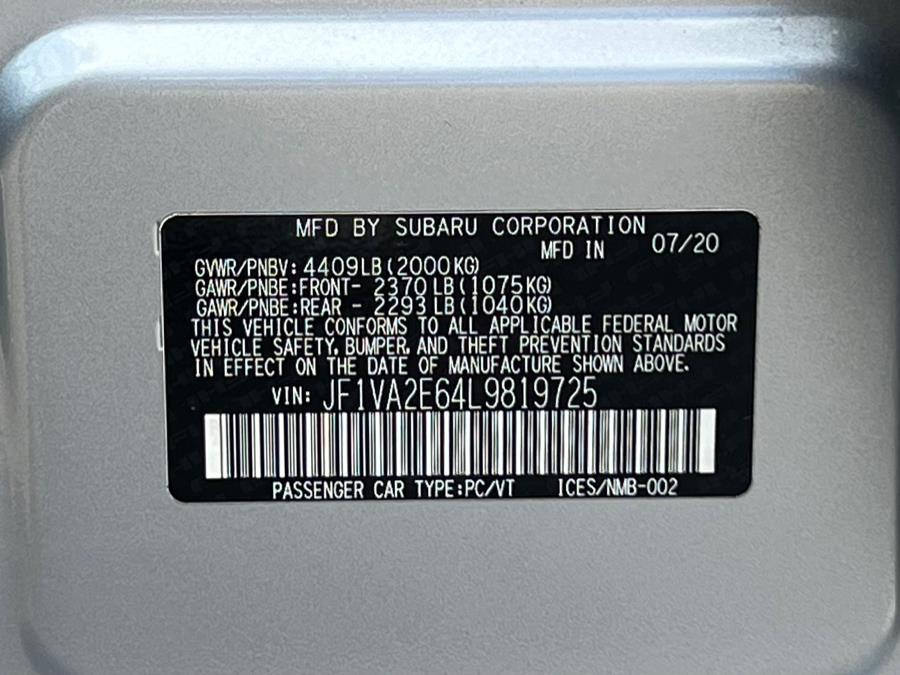 MFD BY SUBARU CORPORATION
MFD IN 07/20
GVWR/PNBV: 4409LB(2000KG)
GAWR/PNBE:FRONT- 2370LB(1075KG)
GAWR/PNBE:REAR - 2293LB(1040KG)
THIS VEHICLE CONFORMS TO ALL APPLICABLE FEDERAL MOTOR
VEHICLE SAFETY, BUMPER, AND THEFT PREVENTION STANDARDS
IN EFFECT ON THE DATE OF MANUFACTURE SHOWN ABOVE.
VIN: JF1VA2E64L9819725
PASSENGER CAR TYPE:PC/VT ICES/NMB-002